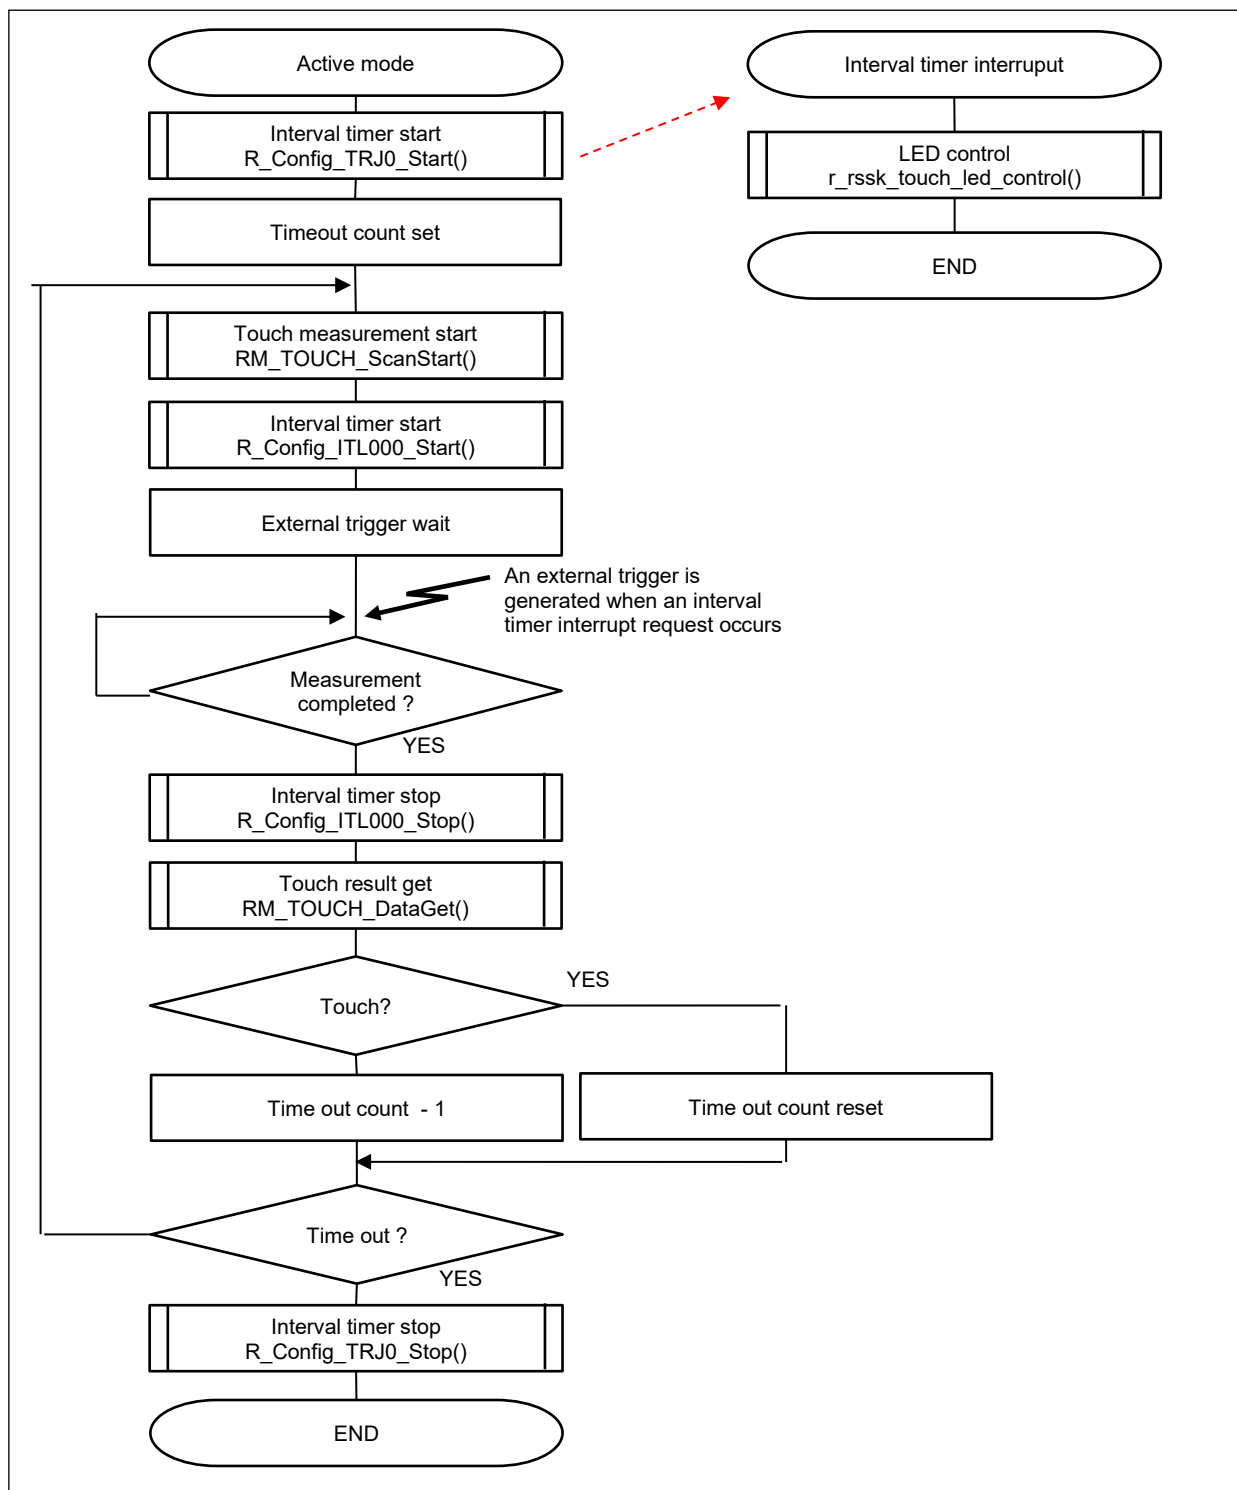 Active mode
Interval timer start
R_Config_TRJ0_Start()
Timeout count set
Touch measurement start
RM_TOUCH_ScanStart()
Interval timer start
R_Config_ITL000_Start()
External trigger wait
An external trigger is
generated when an interval
timer interrupt request occurs
Measurement
completed ?
YES
Interval timer stop
R_Config_ITL000_Stop()
Touch result get
RM_TOUCH_DataGet()
Touch?
YES
Time out count  - 1
Time out count reset
Time out ?
YES
Interval timer stop
R_Config_TRJ0_Stop()
END
Interval timer interruput
LED control
r_rssk_touch_led_control()
END